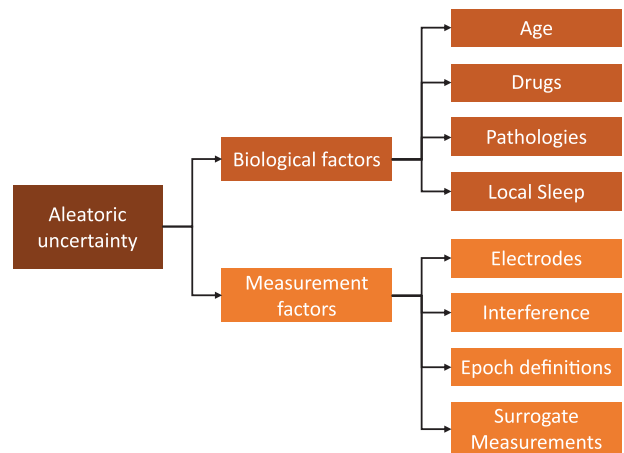 Aleatoric
uncertainty
Biological factors
Age
Drugs
Pathologies
Local Sleep
Measurement
factors
Electrodes
Interference
Epoch definitions
Surrogate
Measurements